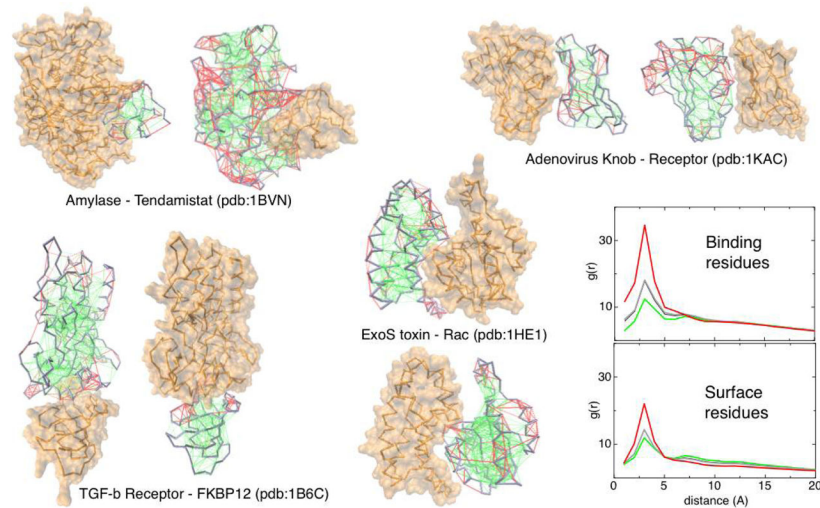 Amylase - Tendamistat (pdb:1BVN)
Adenovirus Knob - Receptor (pdb:1KAC)
ExoS toxin - Rac (pdb:1HE1)
TGF-b Receptor - FKBP12 (pdb:1B6C)
g(r)
30
10
Binding
residues
g(r)
30
10
Surface
residues
0
5
10
15
20
distance (A)